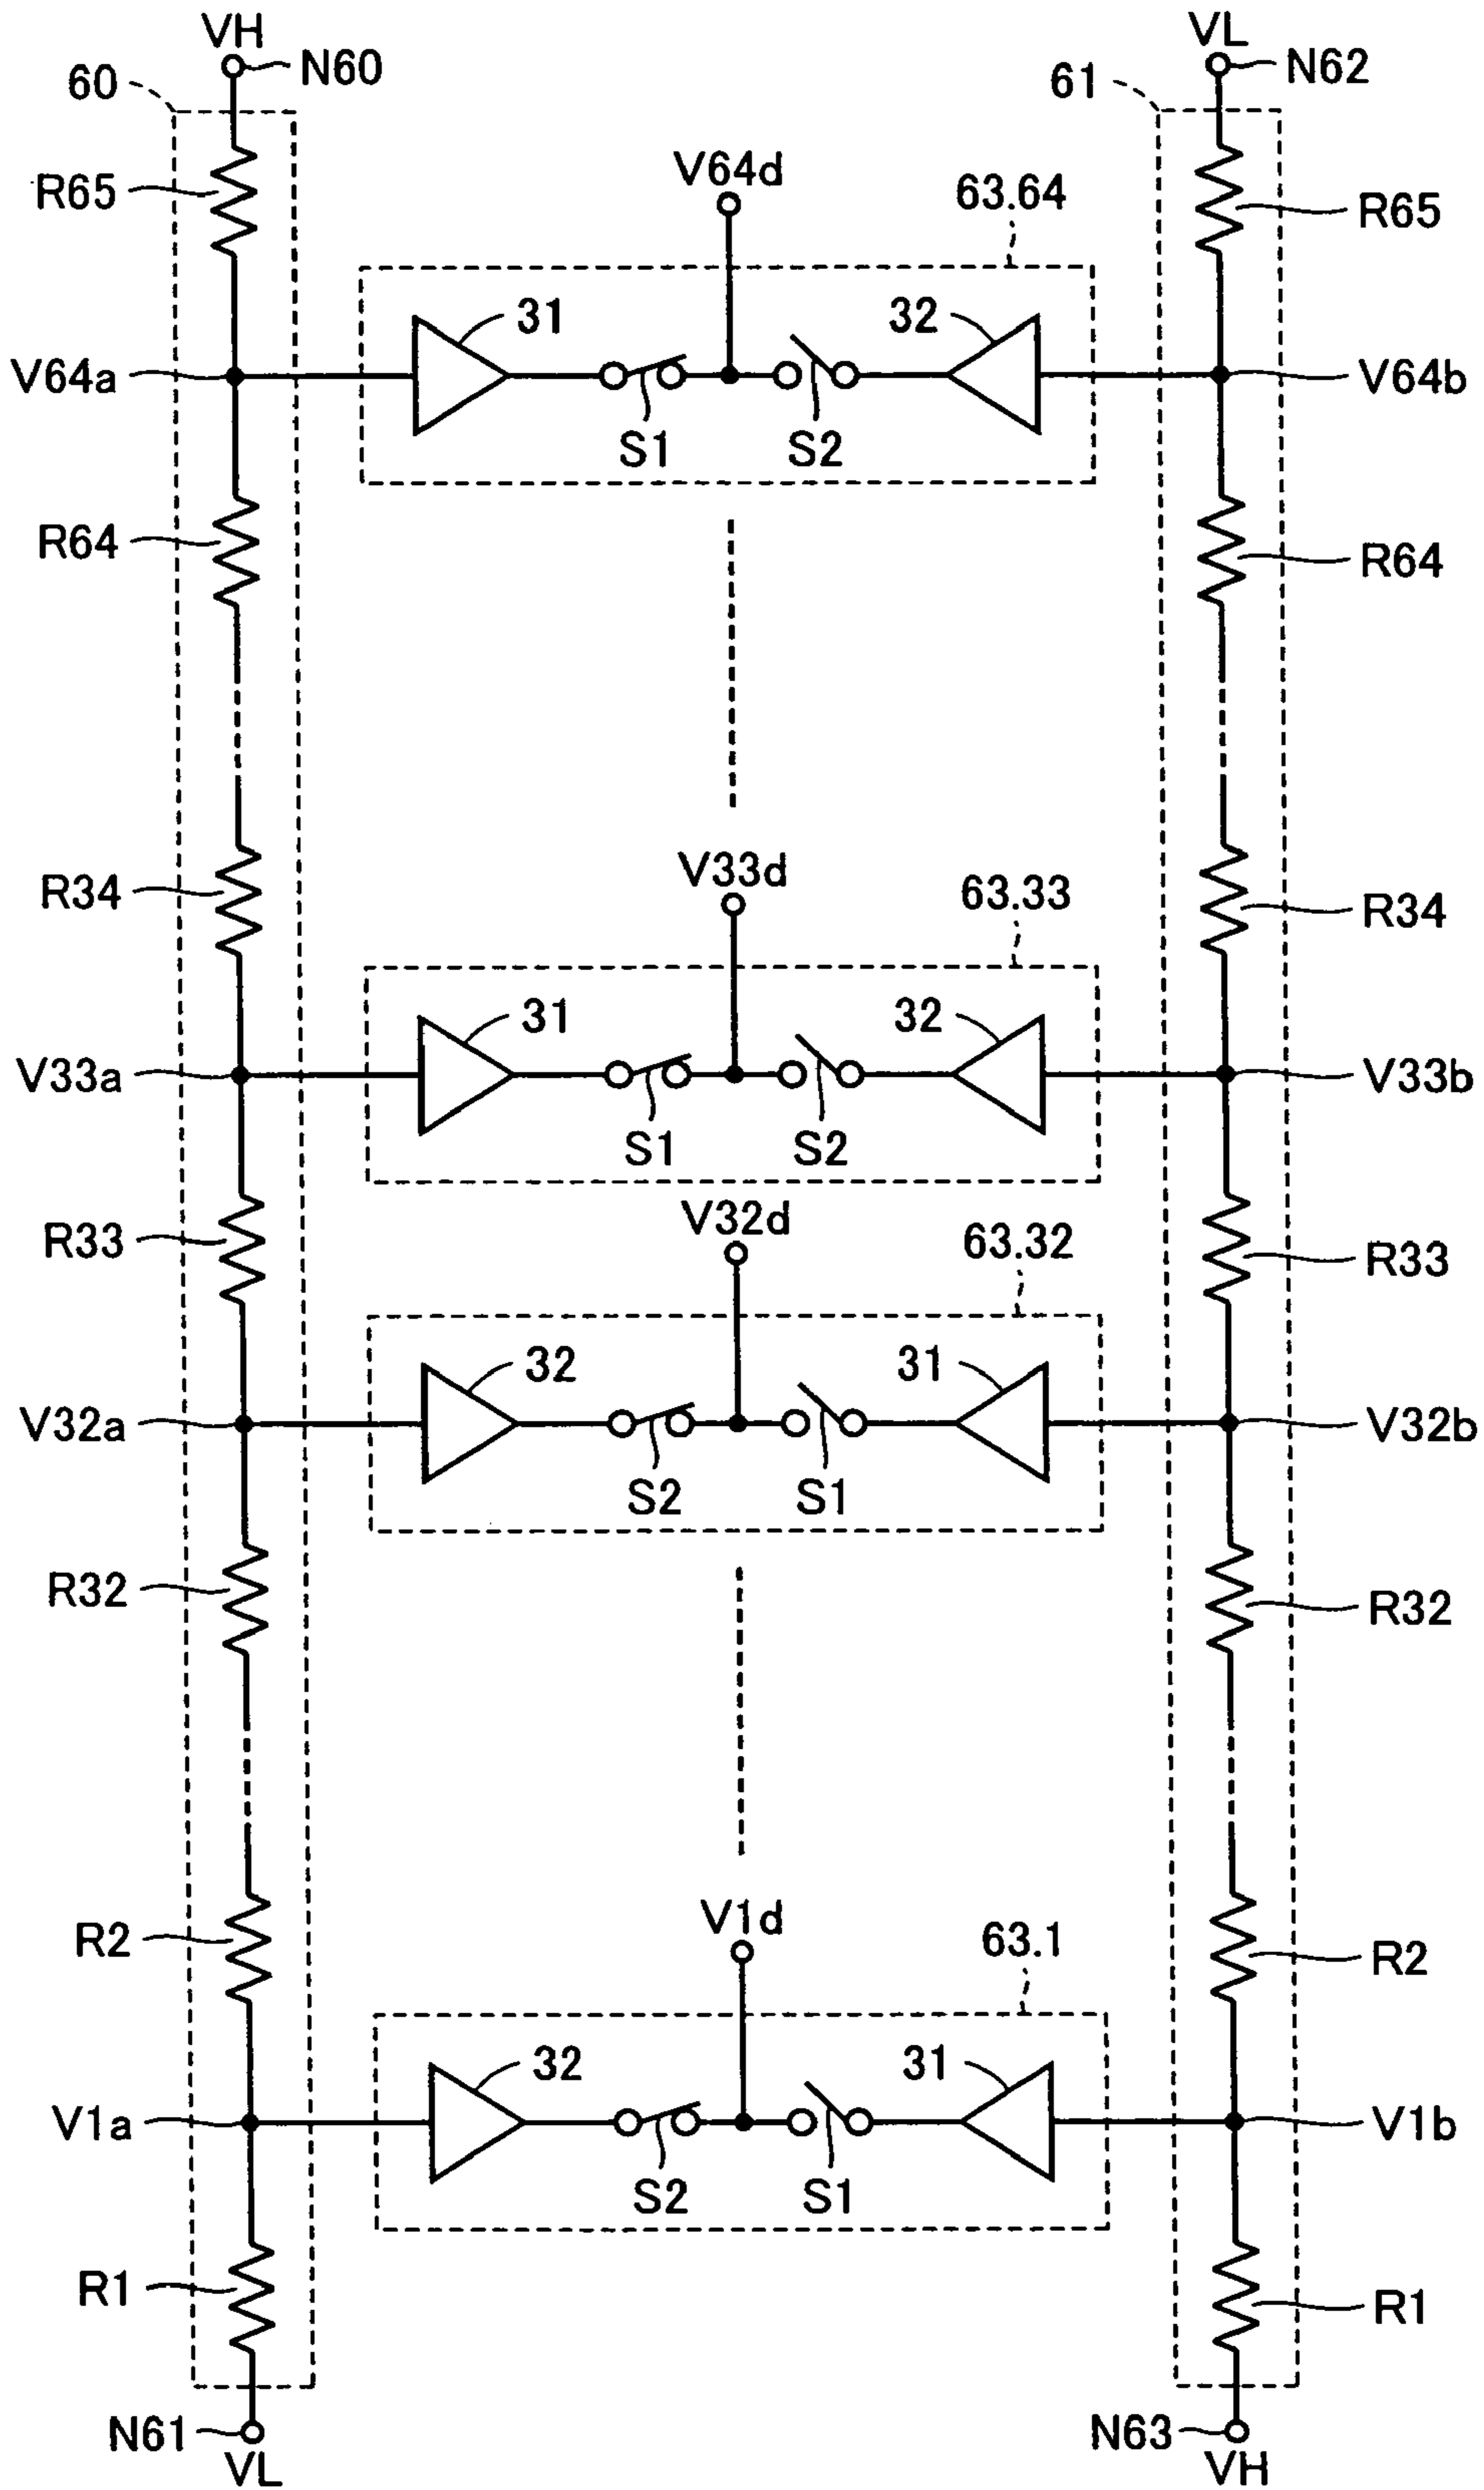 VH
VL
N60
N62
60
61
V64d
R65
63.64
R65
31
32
V64a
V64b
S1
S2
R64
R64
V33d
R34
63.33
R34
31
32
V33a
V33b
S1
S2
V32d
R33
63.32
R33
32
31
V32a
V32b
S2
S1
R32
R32
V1d
R2
63.1
R2
32
31
V1a
V1b
S2
S1
R1
R1
N61
N63
VL
VH